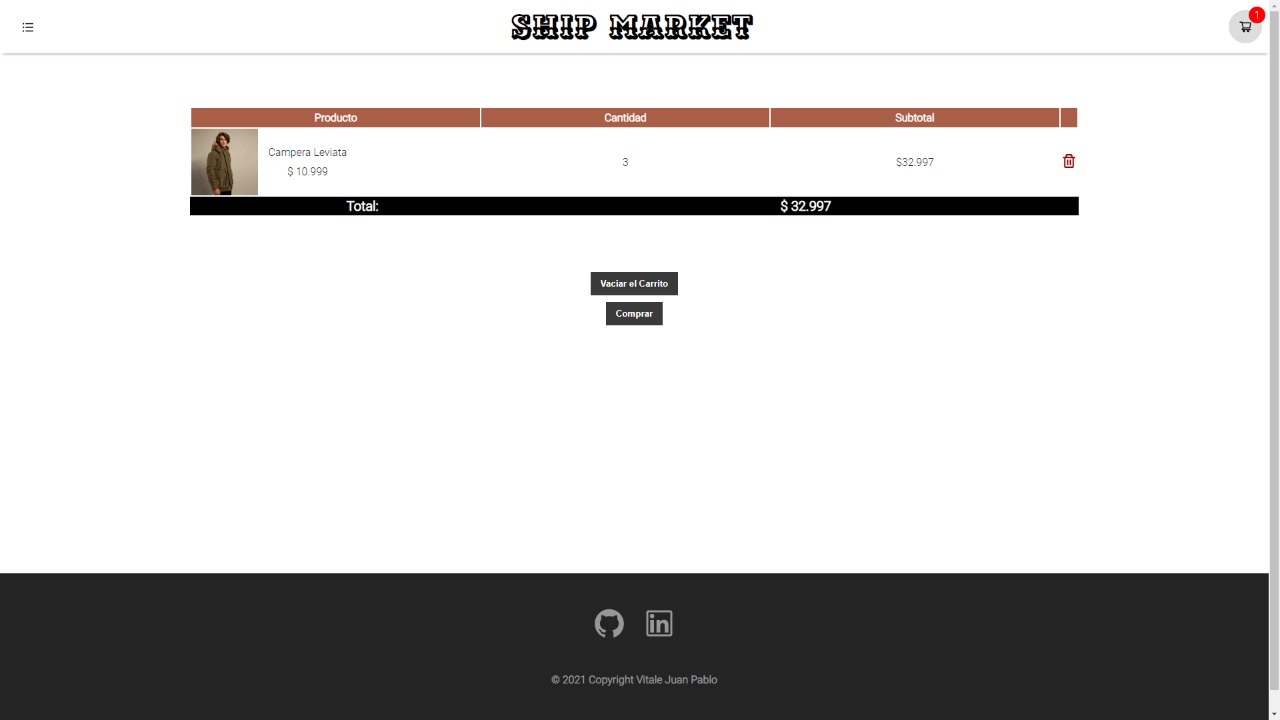 SHIP MARKET
1
Producto Cantidad Subtotal
Campera Leviata
$ 10.999
3
$32.997
Total: $ 32.997
Vaciar el Carrito
Comprar
in
© 2021 Copyright Vitale Juan Pablo